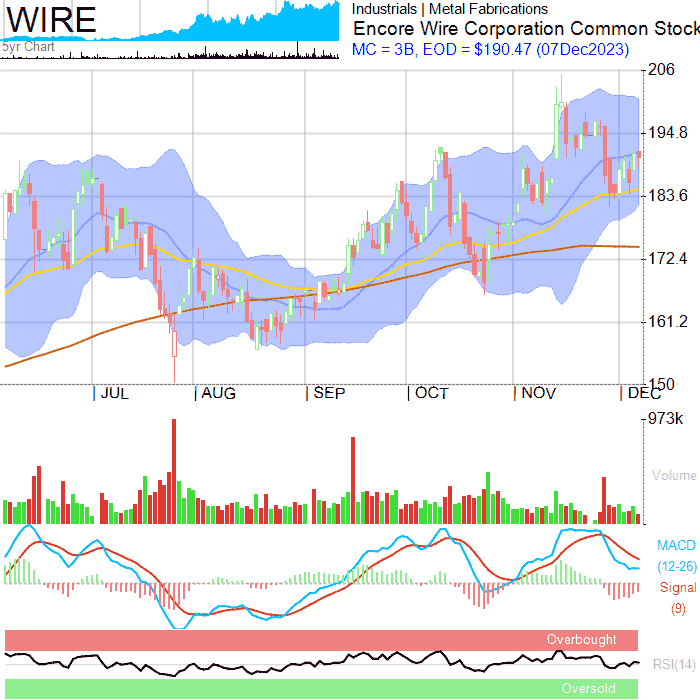 WIRE
5yr Chart
Industrials | Metal Fabrications
Encore Wire Corporation Common Stock
MC = 3B, EOD = $190.47 (07Dec2023)
206
194.8
183.6
172.4
161.2
150
JUL AUG SEP OCT NOV DEC
973k
Volume
MACD
(12-26)
Signal
(9)
Overbought
RSI(14)
Oversold